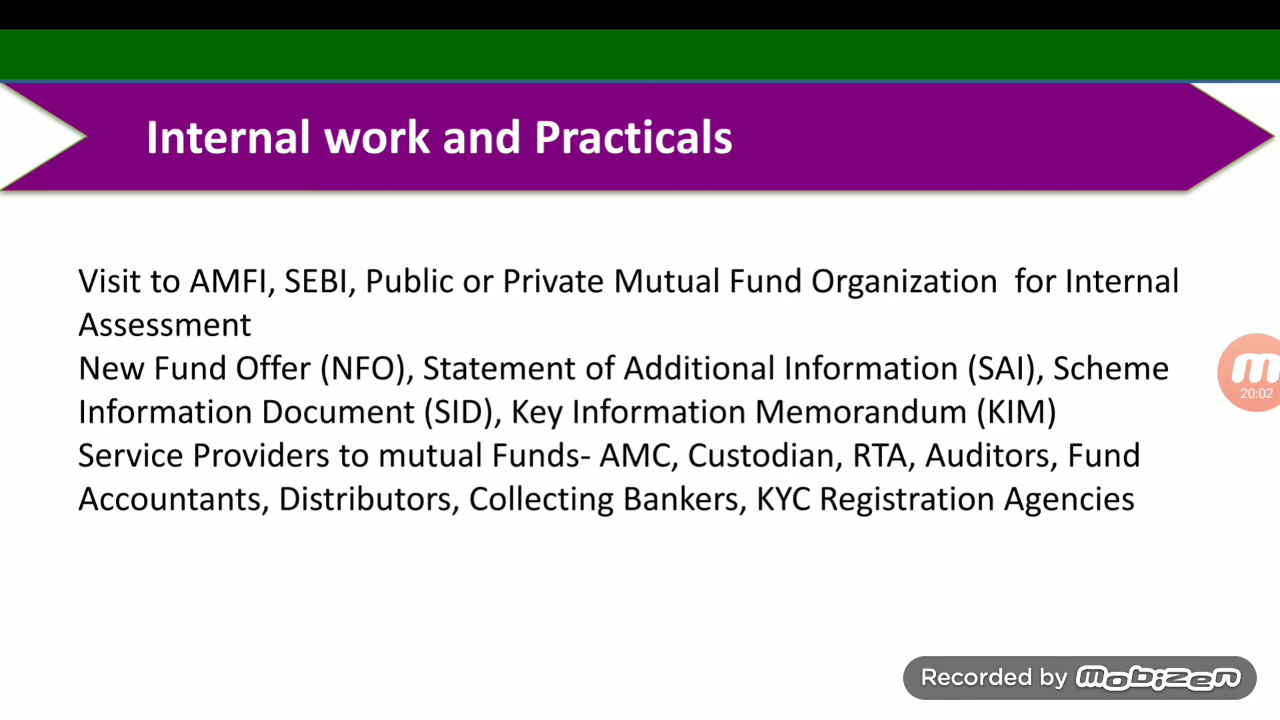 Internal work and Practicals
Visit to AMFI, SEBI, Public or Private Mutual Fund Organization  for Internal
Assessment
New Fund Offer (NFO), Statement of Additional Information (SAI), Scheme
Information Document (SID), Key Information Memorandum (KIM)
Service Providers to mutual Funds- AMC, Custodian, RTA, Auditors, Fund
Accountants, Distributors, Collecting Bankers, KYC Registration Agencies
m
20:02
Recorded by mobizen